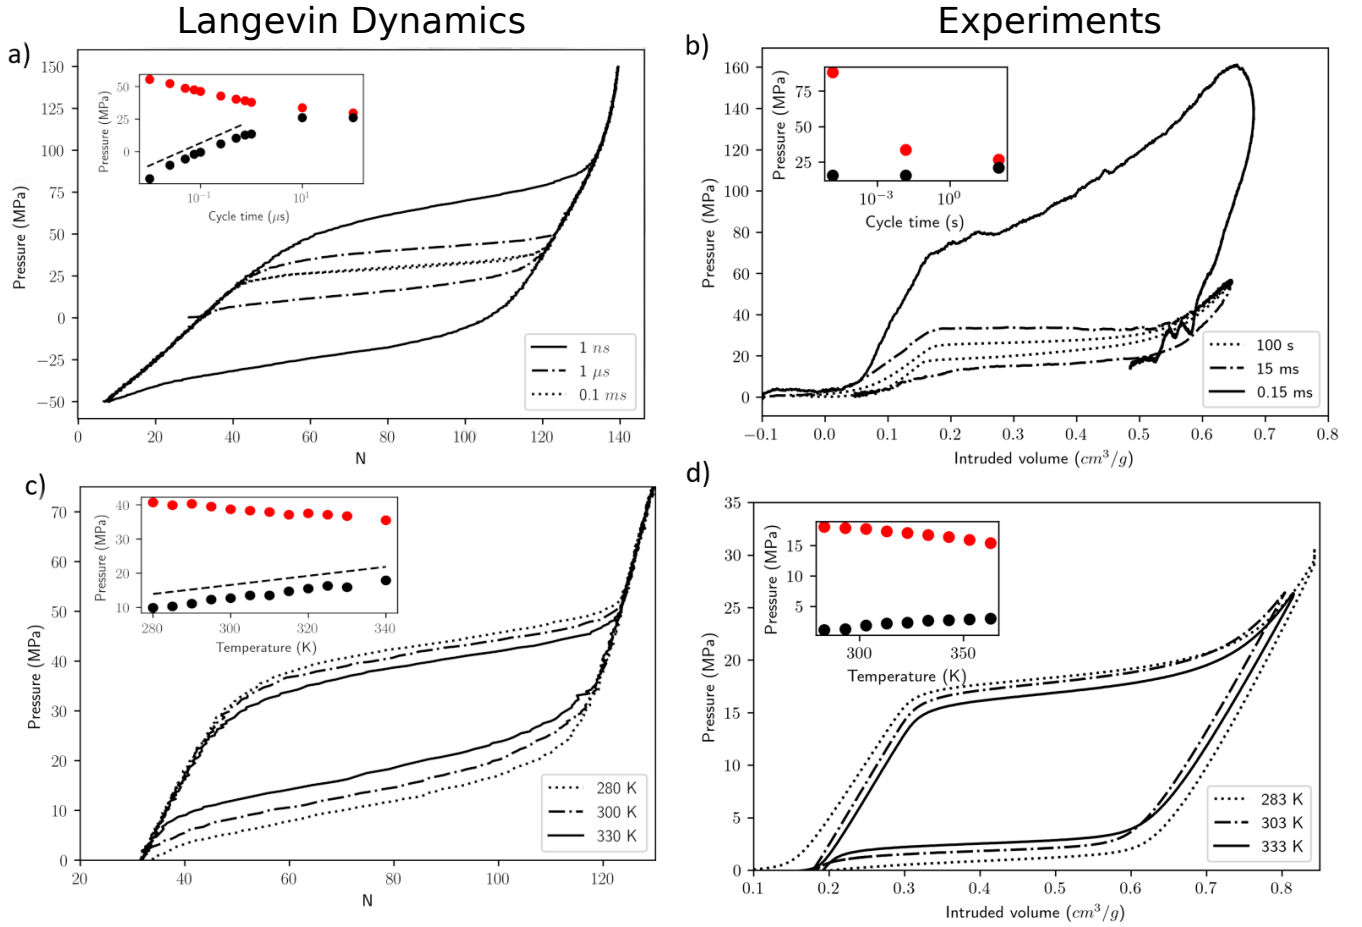 Langevin Dynamics
Experiments
a)
150
125
100
75
50
25
0
−25
−50
Pressure (MPa)
0 20 40 60 80 100 120 140
N
50
25
0
Pressure (MPa)
10⁻¹ 10¹
Cycle time (μs)
1 ns
1 μs
0.1 ms
b)
160
140
120
100
80
60
40
20
0
Pressure (MPa)
−0.1 0.0 0.1 0.2 0.3 0.4 0.5 0.6 0.7 0.8
Intruded volume (cm³/g)
75
50
25
Pressure (MPa)
10⁻³ 10⁰
Cycle time (s)
100 s
15 ms
0.15 ms
c)
70
60
50
40
30
20
10
0
Pressure (MPa)
20 40 60 80 100 120
N
40
30
20
10
Pressure (MPa)
280 300 320 340
Temperature (K)
280 K
300 K
330 K
d)
35
30
25
20
15
10
5
0
Pressure (MPa)
0.1 0.2 0.3 0.4 0.5 0.6 0.7 0.8
Intruded volume (cm³/g)
15
10
5
Pressure (MPa)
300 350
Temperature (K)
283 K
303 K
333 K